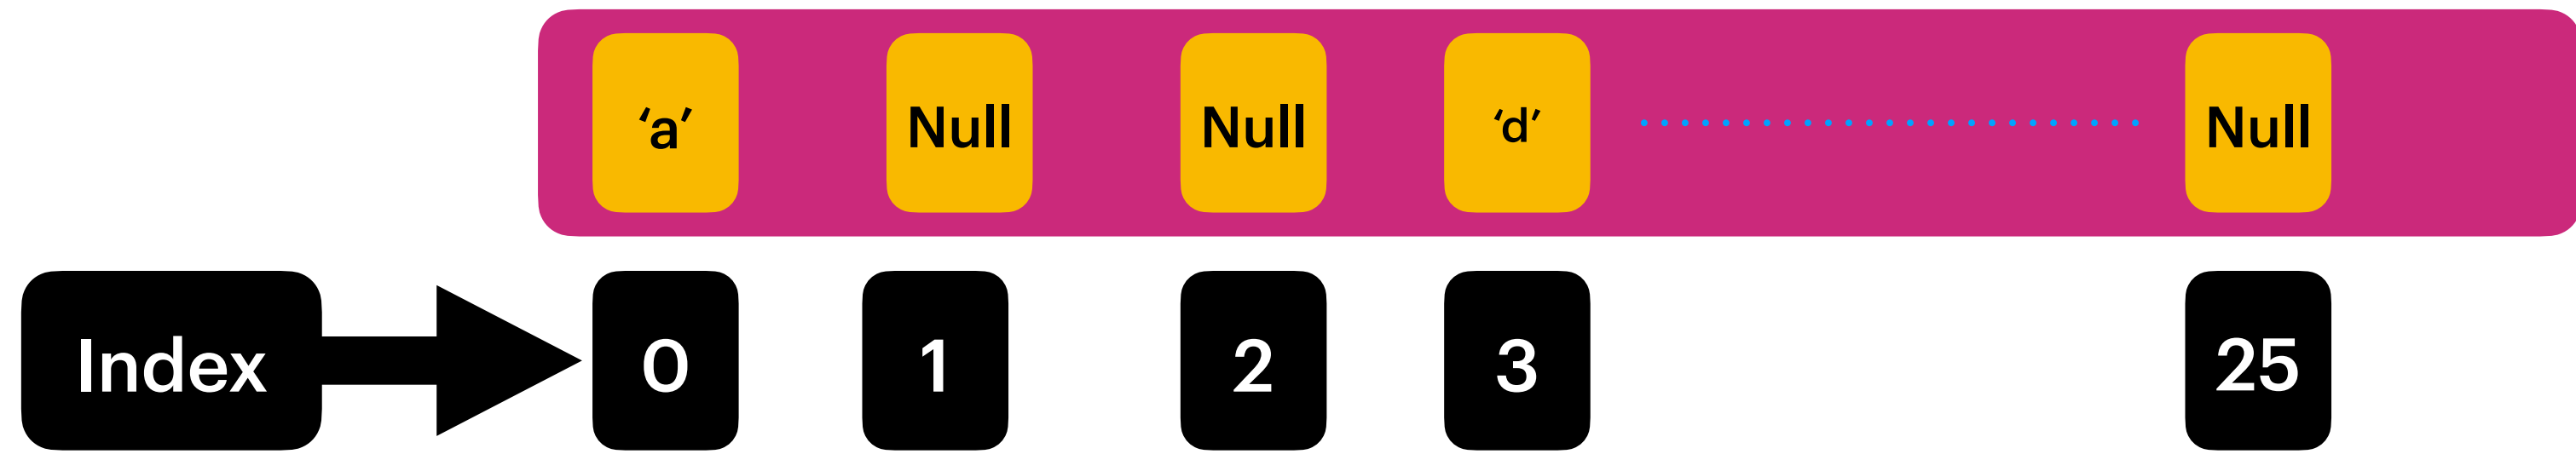 ‘a’ Null Null ‘d’ Null
Index 0 1 2 3 25